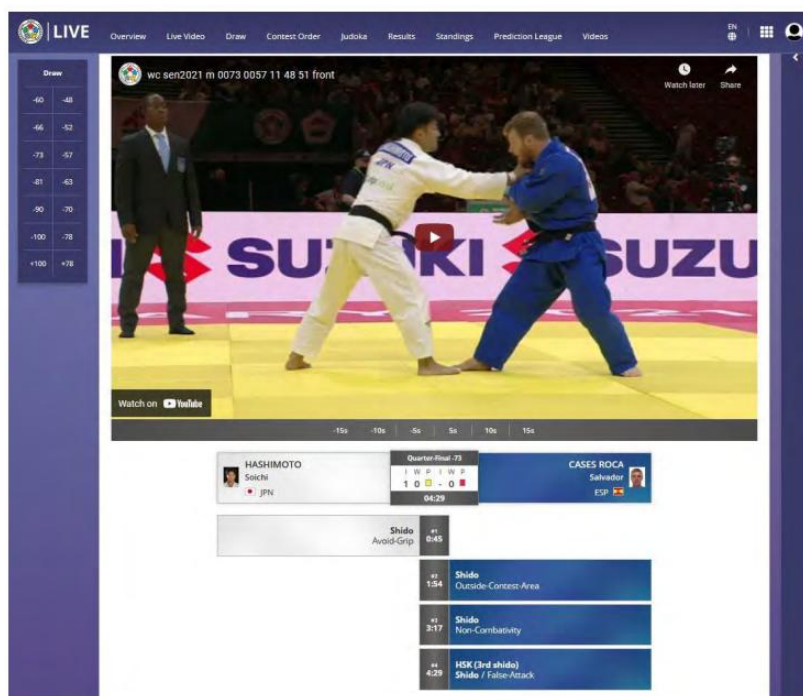 LIVE
Overview Live Video Draw Contest Order Judoka Results Standings Prediction League Videos EN
Draw
-60 -48
-66 -52
-73 -57
-81 -63
-90 -70
-100 -78
+100 +78
wc sen2021 m 0073 0057 11 48 51 front
Watch later Share
JPN
SUZUKI SUZU
Watch on YouTube
-15s -10s -5s 5s 10s 15s
HASHIMOTO
Soichi
JPN
Quarter-Final -73
I W P I W P
1 0 - 0
04:29
CASES ROCA
Salvador
ESP
Shido
Avoid-Grip
#1
0:45
#2
1:54
Shido
Outside-Contest-Area
#3
3:17
Shido
Non-Combativity
#4
4:29
HSK (3rd shido)
Shido / False-Attack